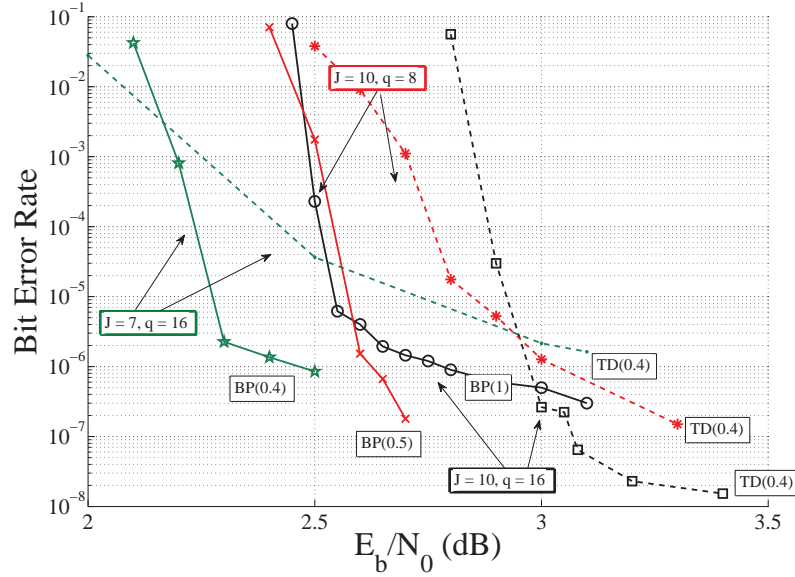 10^-1
10^-2
10^-3
10^-4
10^-5
10^-6
10^-7
10^-8
Bit Error Rate
J = 10, q = 8
J = 7, q = 16
BP(0.4)
BP(0.5)
BP(1)
TD(0.4)
TD(0.4)
J = 10, q = 16
TD(0.4)
2
2.5
3
3.5
E_b/N_0 (dB)